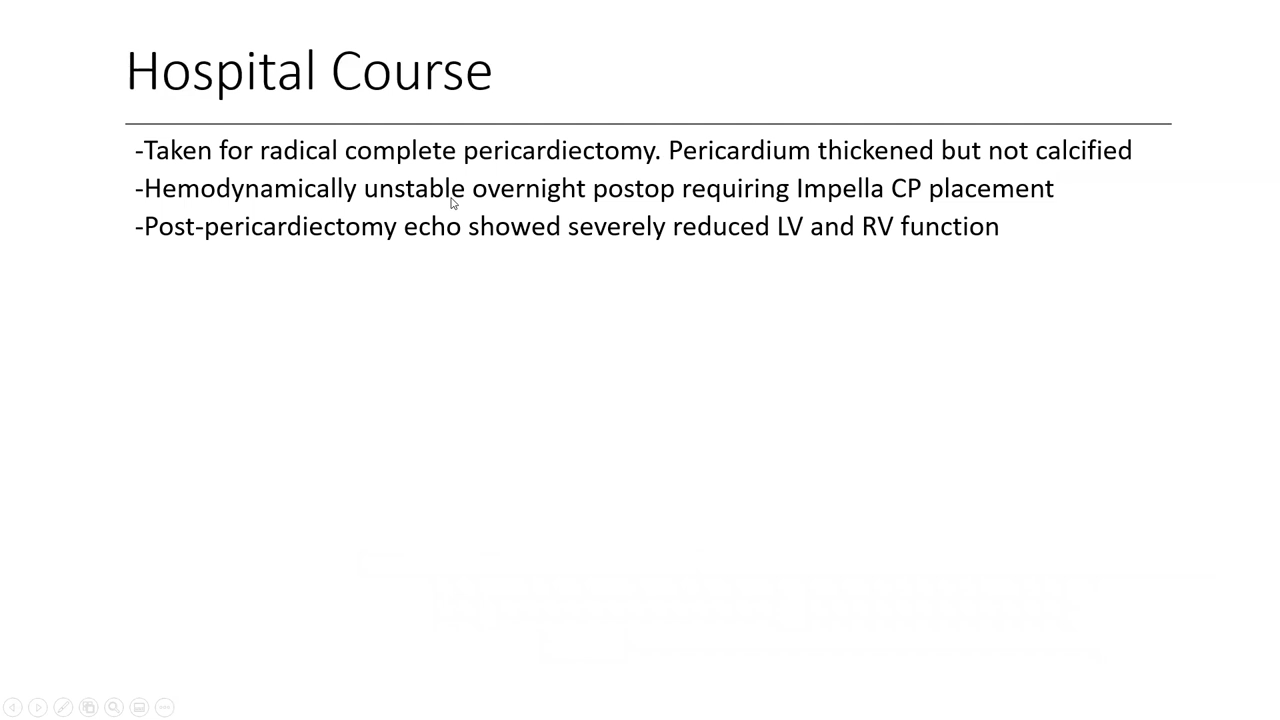 Hospital Course
-Taken for radical complete pericardiectomy. Pericardium thickened but not calcified
-Hemodynamically unstable overnight postop requiring Impella CP placement
-Post-pericardiectomy echo showed severely reduced LV and RV function